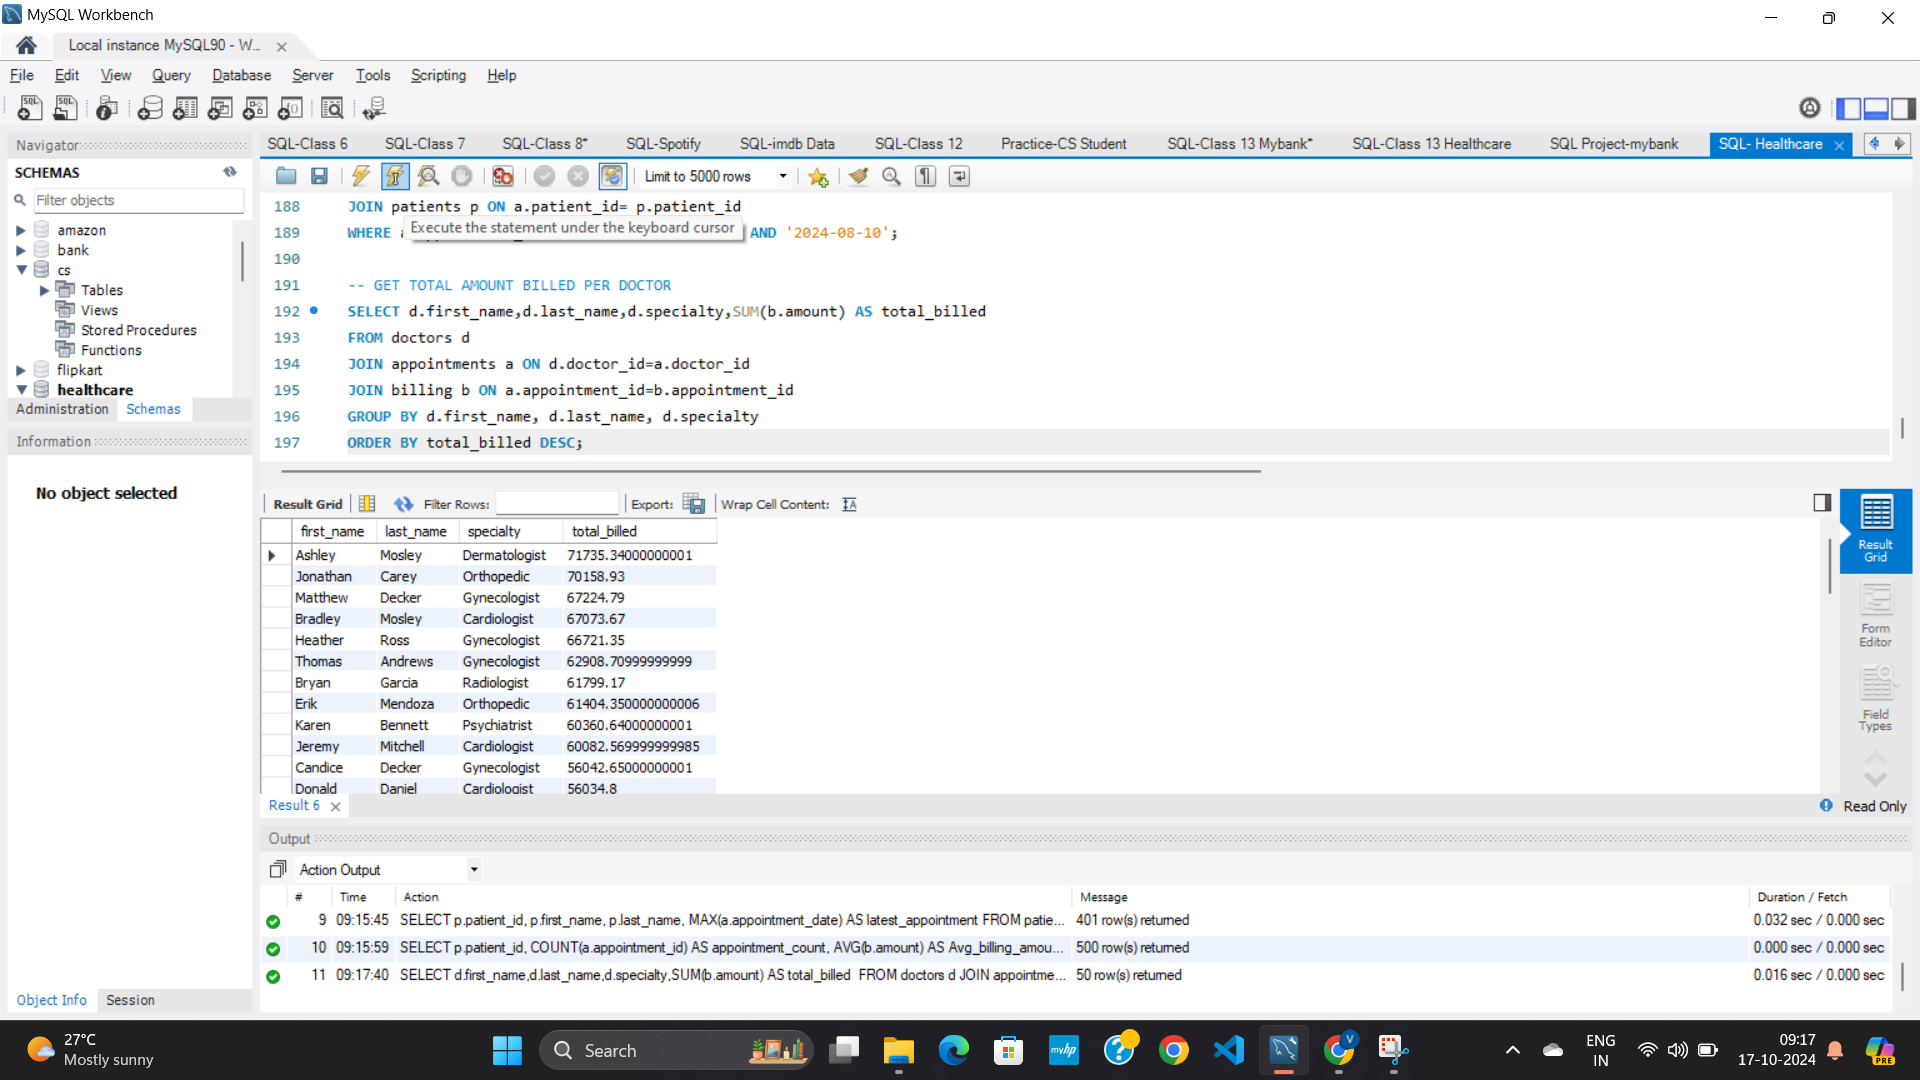 MySQL Workbench
Local instance MySQL90 - W...
File Edit View Query Database Server Tools Scripting Help
Navigator
SQL-Class 6 SQL-Class 7 SQL-Class 8* SQL-Spotify SQL-imdb Data SQL-Class 12 Practice-CS Student SQL-Class 13 Mybank* SQL-Class 13 Healthcare SQL Project-mybank SQL- Healthcare
SCHEMAS
Filter objects
amazon
bank
cs
Tables
Views
Stored Procedures
Functions
flipkart
healthcare
Administration Schemas
Information
No object selected
Object Info Session
Limit to 5000 rows
188 JOIN patients p ON a.patient_id= p.patient_id
Execute the statement under the keyboard cursor
189 WHERE AND '2024-08-10';
190
191 -- GET TOTAL AMOUNT BILLED PER DOCTOR
192 SELECT d.first_name,d.last_name,d.specialty,SUM(b.amount) AS total_billed
193 FROM doctors d
194 JOIN appointments a ON d.doctor_id=a.doctor_id
195 JOIN billing b ON a.appointment_id=b.appointment_id
196 GROUP BY d.first_name, d.last_name, d.specialty
197 ORDER BY total_billed DESC;
Result Grid Filter Rows: Export: Wrap Cell Content:
first_name last_name specialty total_billed
Ashley Mosley Dermatologist 71735.34000000001
Jonathan Carey Orthopedic 70158.93
Matthew Decker Gynecologist 67224.79
Bradley Mosley Cardiologist 67073.67
Heather Ross Gynecologist 66721.35
Thomas Andrews Gynecologist 62908.70999999999
Bryan Garcia Radiologist 61799.17
Erik Mendoza Orthopedic 61404.350000000006
Karen Bennett Psychiatrist 60360.64000000001
Jeremy Mitchell Cardiologist 60082.569999999985
Candice Decker Gynecologist 56042.65000000001
Donald Daniel Cardiologist 56034.8
Result
Grid
Form
Editor
Field
Types
Result 6
Read Only
Output
Action Output
# Time Action Message Duration / Fetch
9 09:15:45 SELECT p.patient_id, p.first_name, p.last_name, MAX(a.appointment_date) AS latest_appointment FROM patie... 401 row(s) returned 0.032 sec / 0.000 sec
10 09:15:59 SELECT p.patient_id, COUNT(a.appointment_id) AS appointment_count, AVG(b.amount) AS Avg_billing_amou... 500 row(s) returned 0.000 sec / 0.000 sec
11 09:17:40 SELECT d.first_name,d.last_name,d.specialty,SUM(b.amount) AS total_billed FROM doctors d JOIN appointme... 50 row(s) returned 0.016 sec / 0.000 sec
27°C
Mostly sunny
Search
myhp
V
ENG
IN
09:17
17-10-2024
PRE